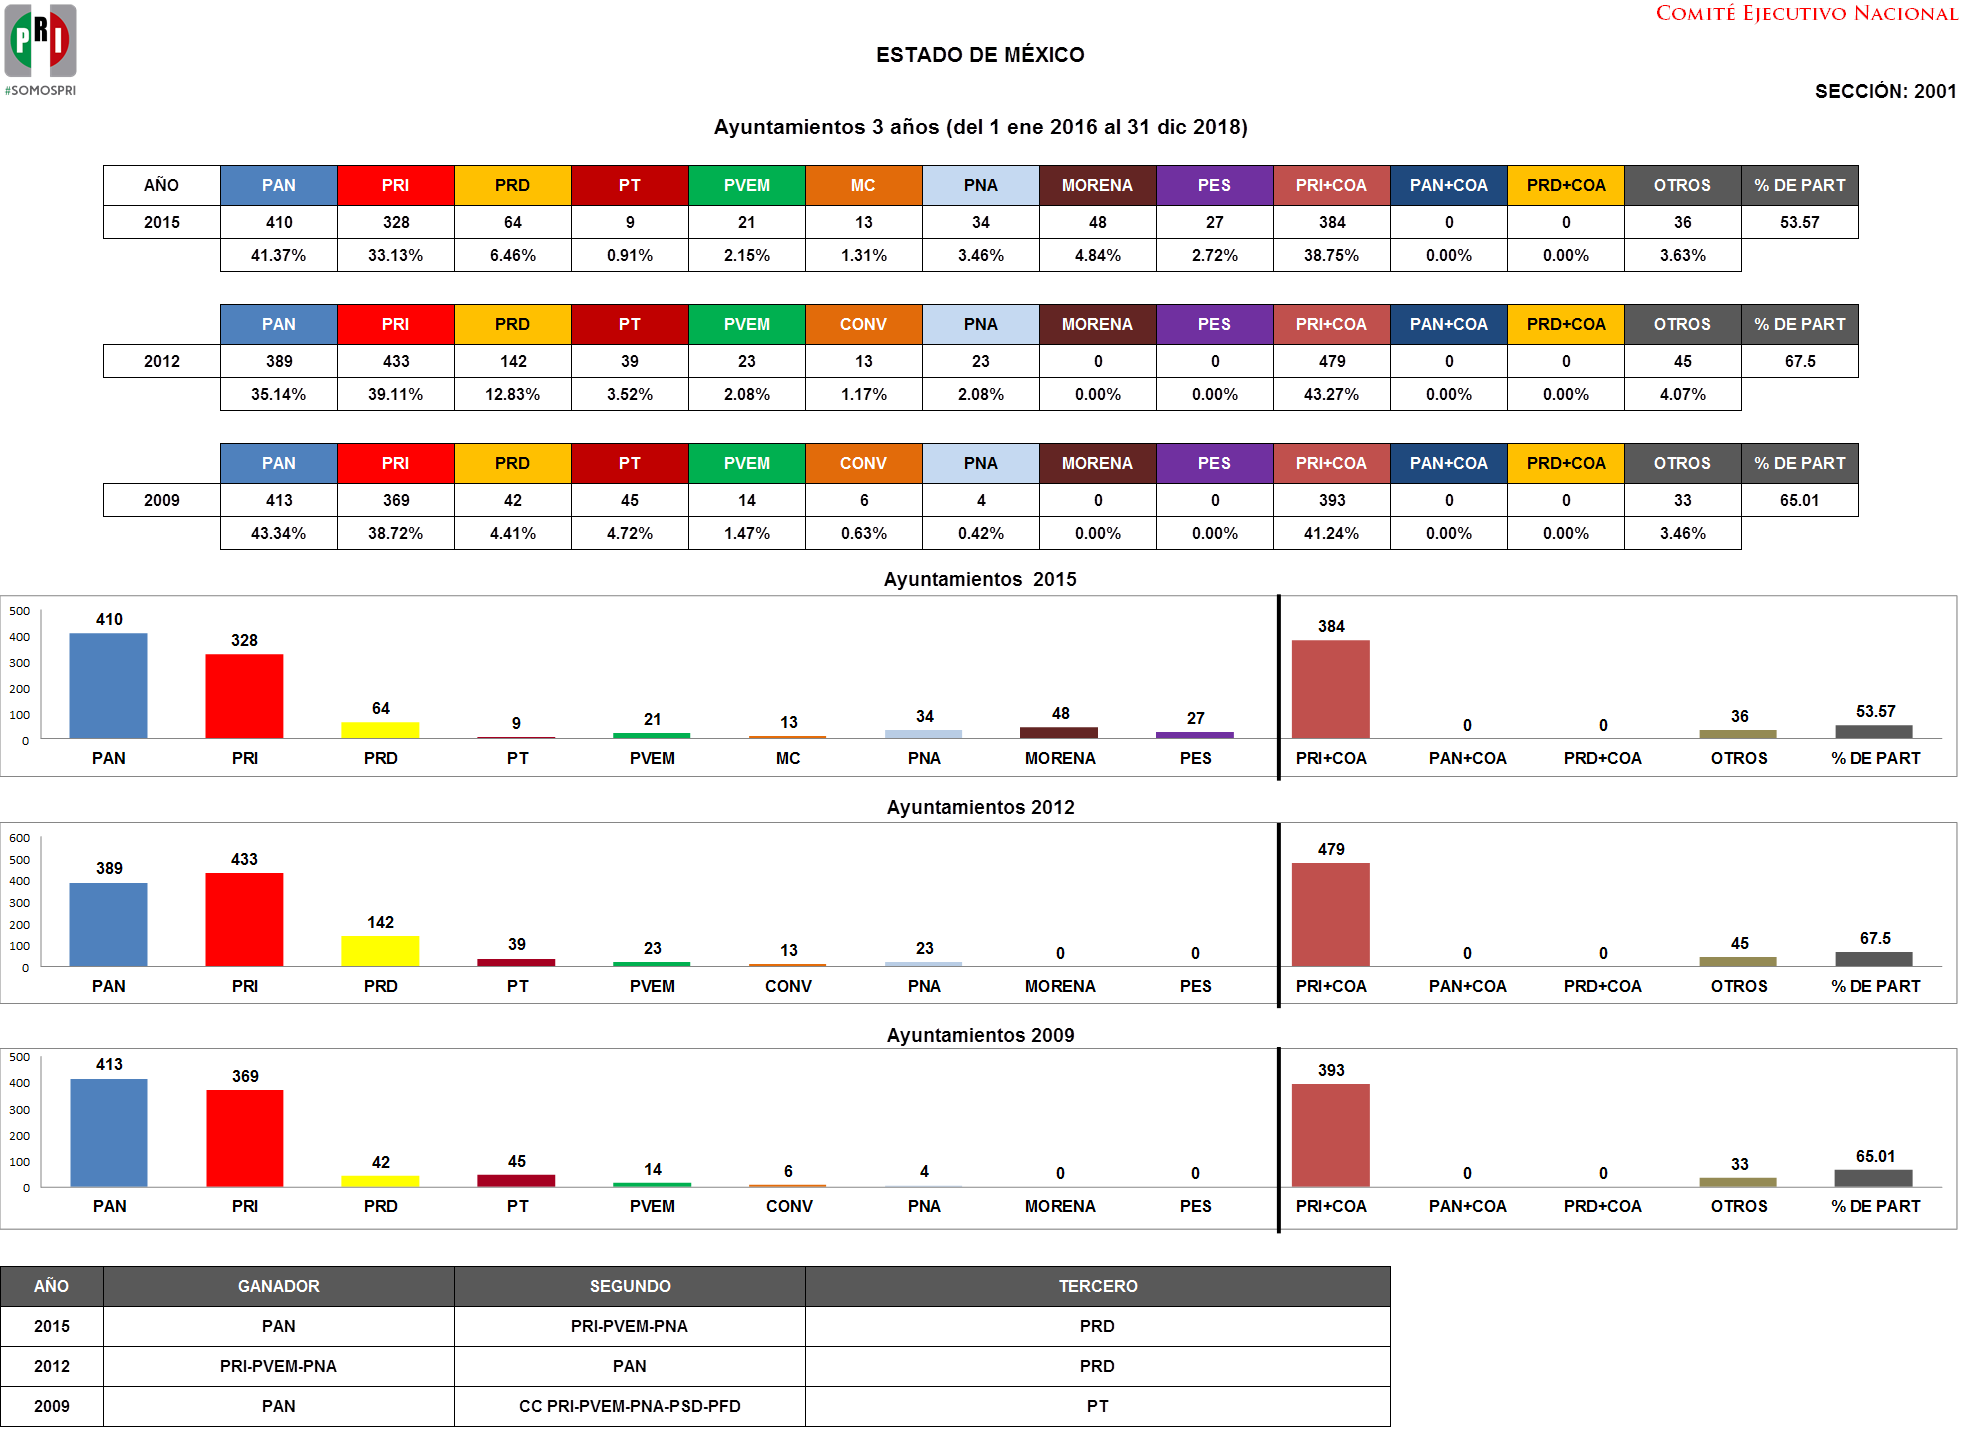 PRI
#SOMOSPRI
COMITÉ EJECUTIVO NACIONAL
ESTADO DE MÉXICO
SECCIÓN: 2001
Ayuntamientos 3 años (del 1 ene 2016 al 31 dic 2018)
AÑO PAN PRI PRD PT PVEM MC PNA MORENA PES PRI+COA PAN+COA PRD+COA OTROS % DE PART
2015 410 328 64 9 21 13 34 48 27 384 0 0 36 53.57
41.37% 33.13% 6.46% 0.91% 2.15% 1.31% 3.46% 4.84% 2.72% 38.75% 0.00% 0.00% 3.63%
PAN PRI PRD PT PVEM CONV PNA MORENA PES PRI+COA PAN+COA PRD+COA OTROS % DE PART
2012 389 433 142 39 23 13 23 0 0 479 0 0 45 67.5
35.14% 39.11% 12.83% 3.52% 2.08% 1.17% 2.08% 0.00% 0.00% 43.27% 0.00% 0.00% 4.07%
PAN PRI PRD PT PVEM CONV PNA MORENA PES PRI+COA PAN+COA PRD+COA OTROS % DE PART
2009 413 369 42 45 14 6 4 0 0 393 0 0 33 65.01
43.34% 38.72% 4.41% 4.72% 1.47% 0.63% 0.42% 0.00% 0.00% 41.24% 0.00% 0.00% 3.46%
Ayuntamientos 2015
500
400
300
200
100
0
410 328 64 9 21 13 34 48 27 384 0 0 36 53.57
PAN PRI PRD PT PVEM MC PNA MORENA PES PRI+COA PAN+COA PRD+COA OTROS % DE PART
Ayuntamientos 2012
600
500
400
300
200
100
0
389 433 142 39 23 13 23 0 0 479 0 0 45 67.5
PAN PRI PRD PT PVEM CONV PNA MORENA PES PRI+COA PAN+COA PRD+COA OTROS % DE PART
Ayuntamientos 2009
500
400
300
200
100
0
413 369 42 45 14 6 4 0 0 393 0 0 33 65.01
PAN PRI PRD PT PVEM CONV PNA MORENA PES PRI+COA PAN+COA PRD+COA OTROS % DE PART
AÑO GANADOR SEGUNDO TERCERO
2015 PAN PRI-PVEM-PNA PRD
2012 PRI-PVEM-PNA PAN PRD
2009 PAN CC PRI-PVEM-PNA-PSD-PFD PT